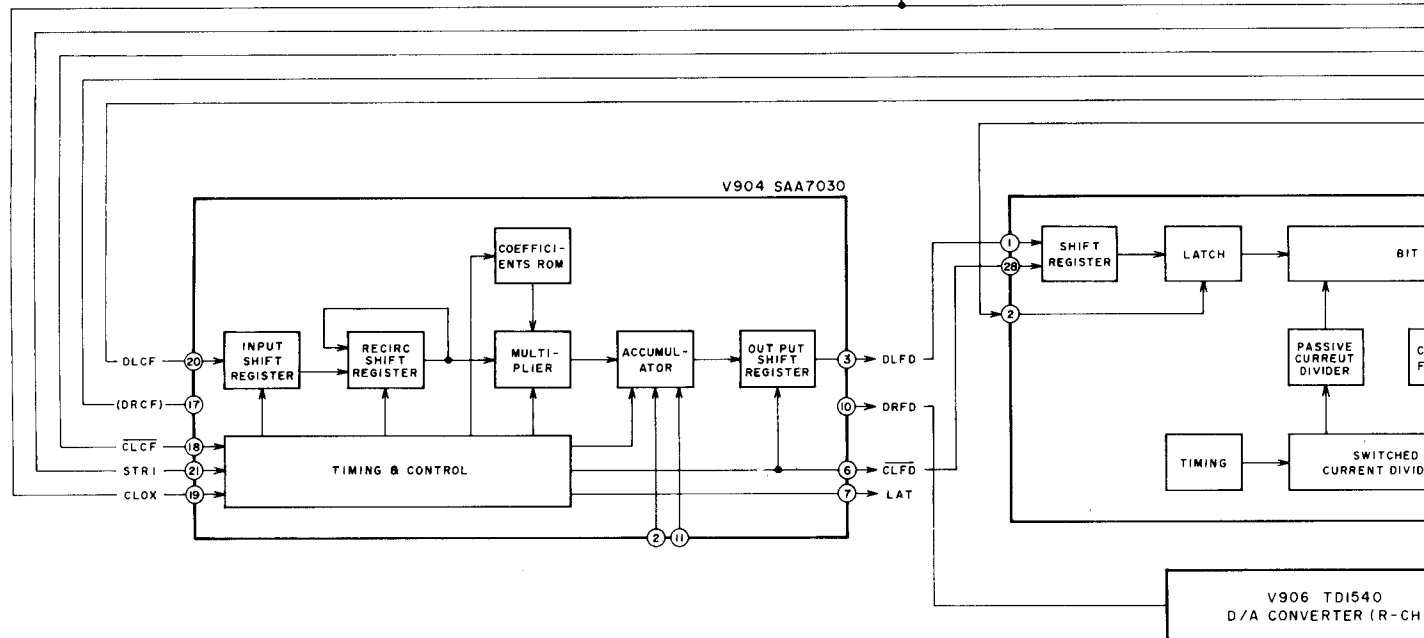 V904 SAA7030
COEFFICI-
ENTS ROM
INPUT
SHIFT
REGISTER
RECIRC
SHIFT
REGISTER
MULTI-
PLIER
ACCUMUL-
ATOR
OUT PUT
SHIFT
REGISTER
TIMING & CONTROL
DLCF
20
(DRCF)
17
CLCF
18
STRI
21
CLOX
19
3
DLFD
10
DRFD
6
CLFD
7
LAT
2
11
1
28
2
SHIFT
REGISTER
LATCH
BIT
PASSIVE
CURREUT
DIVIDER
C
F
TIMING
SWITCHED
CURRENT DIVID
V906 TD1540
D/A CONVERTER (R-CH